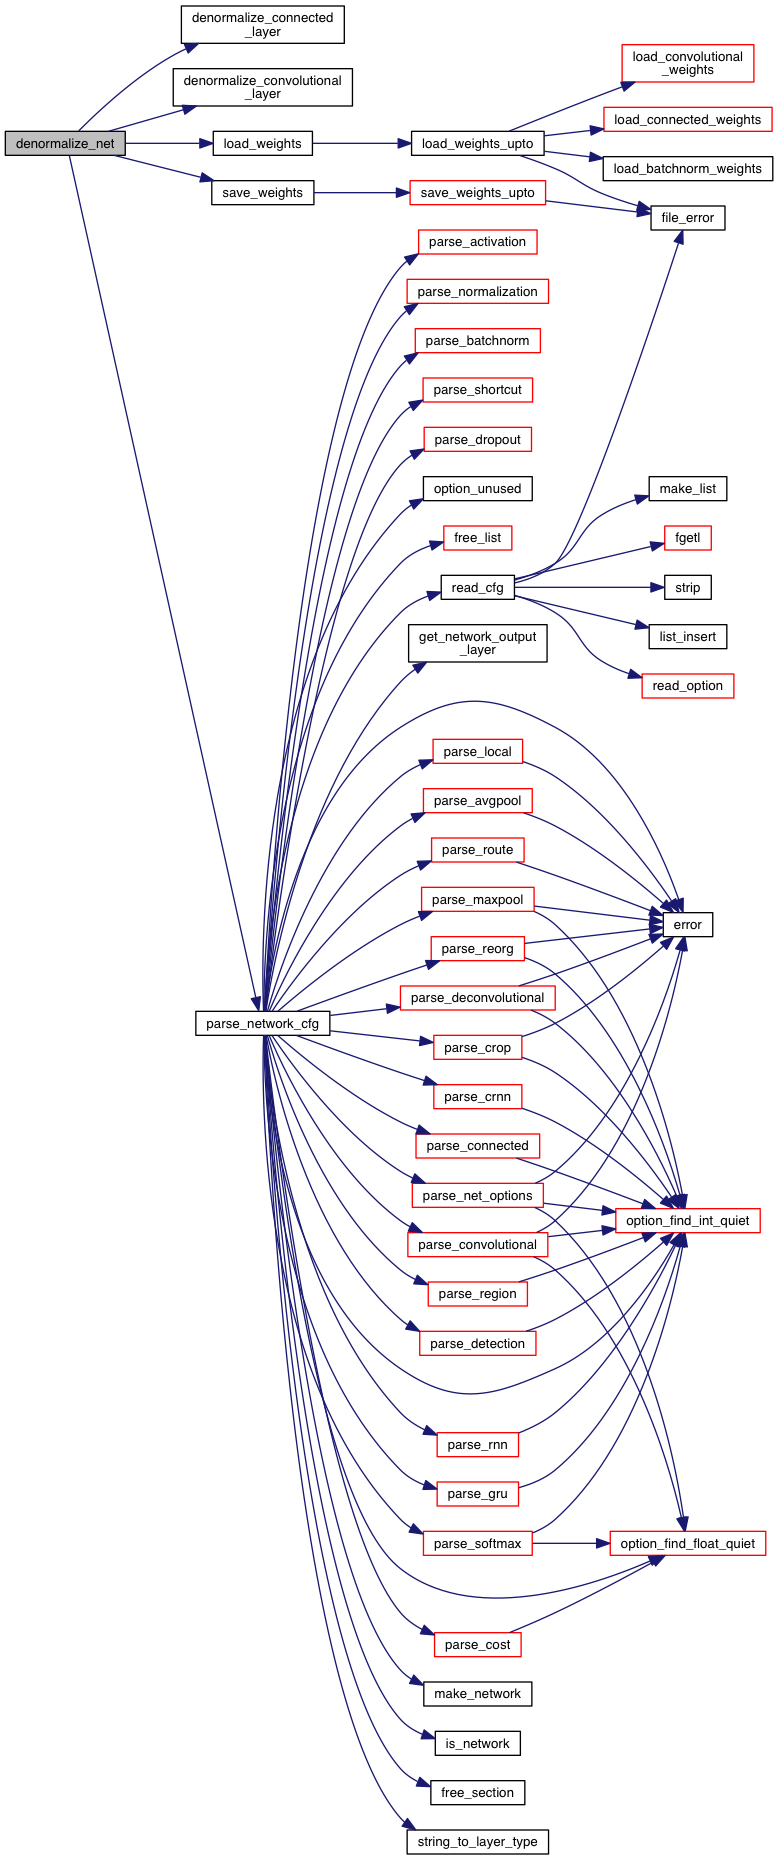 denormalize_connected
_layer
denormalize_convolutional
_layer
denormalize_net
load_weights
save_weights
load_weights_upto
save_weights_upto
load_convolutional
_weights
load_connected_weights
load_batchnorm_weights
file_error
parse_activation
parse_normalization
parse_batchnorm
parse_shortcut
parse_dropout
option_unused
free_list
read_cfg
make_list
fgetl
strip
list_insert
read_option
get_network_output
_layer
parse_local
parse_avgpool
parse_route
parse_maxpool
error
parse_reorg
parse_deconvolutional
parse_network_cfg
parse_crop
parse_crnn
parse_connected
parse_net_options
option_find_int_quiet
parse_convolutional
parse_region
parse_detection
parse_rnn
parse_gru
parse_softmax
option_find_float_quiet
parse_cost
make_network
is_network
free_section
string_to_layer_type